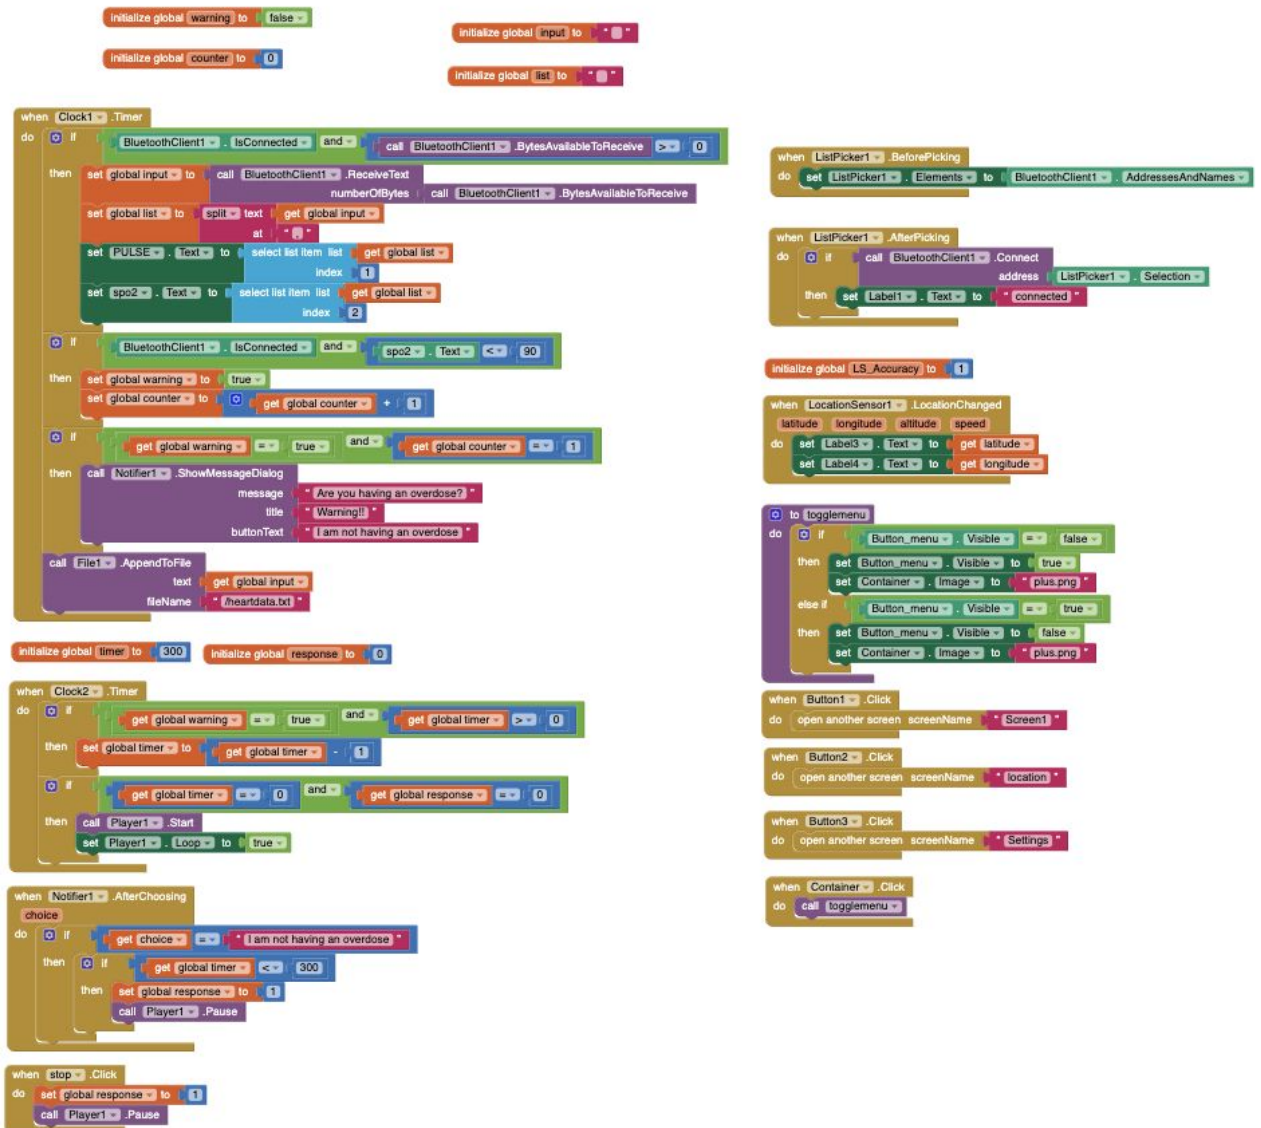 initialize global warning to false
initialize global counter to 0
initialize global input to " "
initialize global list to " "
when Clock1 .Timer
do if BluetoothClient1 . IsConnected and call BluetoothClient1 .BytesAvailableToReceive > 0
then set global input to call BluetoothClient1 .ReceiveText
numberOfBytes call BluetoothClient1 .BytesAvailableToReceive
set global list to split text get global input
at " , "
set PULSE . Text to select list item list get global list
index 1
set spo2 . Text to select list item list get global list
index 2
if BluetoothClient1 . IsConnected and spo2 . Text < 90
then set global warning to true
set global counter to get global counter + 1
if get global warning = true and get global counter = 1
then call Notifier1 .ShowMessageDialog
message " Are you having an overdose? "
title " Warning!! "
buttonText " I am not having an overdose "
call File1 .AppendToFile
text get global input
fileName " /heartdata.txt "
initialize global timer to 300
initialize global response to 0
when Clock2 .Timer
do if get global warning = true and get global timer > 0
then set global timer to get global timer - 1
if get global timer = 0 and get global response = 0
then call Player1 .Start
set Player1 . Loop to true
when Notifier1 .AfterChoosing
choice
do if get choice = " I am not having an overdose "
then if get global timer < 300
then set global response to 1
call Player1 .Pause
when stop .Click
do set global response to 1
call Player1 .Pause
when ListPicker1 .BeforePicking
do set ListPicker1 . Elements to BluetoothClient1 . AddressesAndNames
when ListPicker1 .AfterPicking
do if call BluetoothClient1 .Connect
address ListPicker1 . Selection
then set Label1 . Text to " connected "
initialize global LS_Accuracy to 1
when LocationSensor1 .LocationChanged
latitude longitude altitude speed
do set Label3 . Text to get latitude
set Label4 . Text to get longitude
to togglemenu
do if Button_menu . Visible = false
then set Button_menu . Visible to true
set Container . Image to " plus.png "
else if Button_menu . Visible = true
then set Button_menu . Visible to false
set Container . Image to " plus.png "
when Button1 .Click
do open another screen screenName " Screen1 "
when Button2 .Click
do open another screen screenName " location "
when Button3 .Click
do open another screen screenName " Settings "
when Container .Click
do call togglemenu